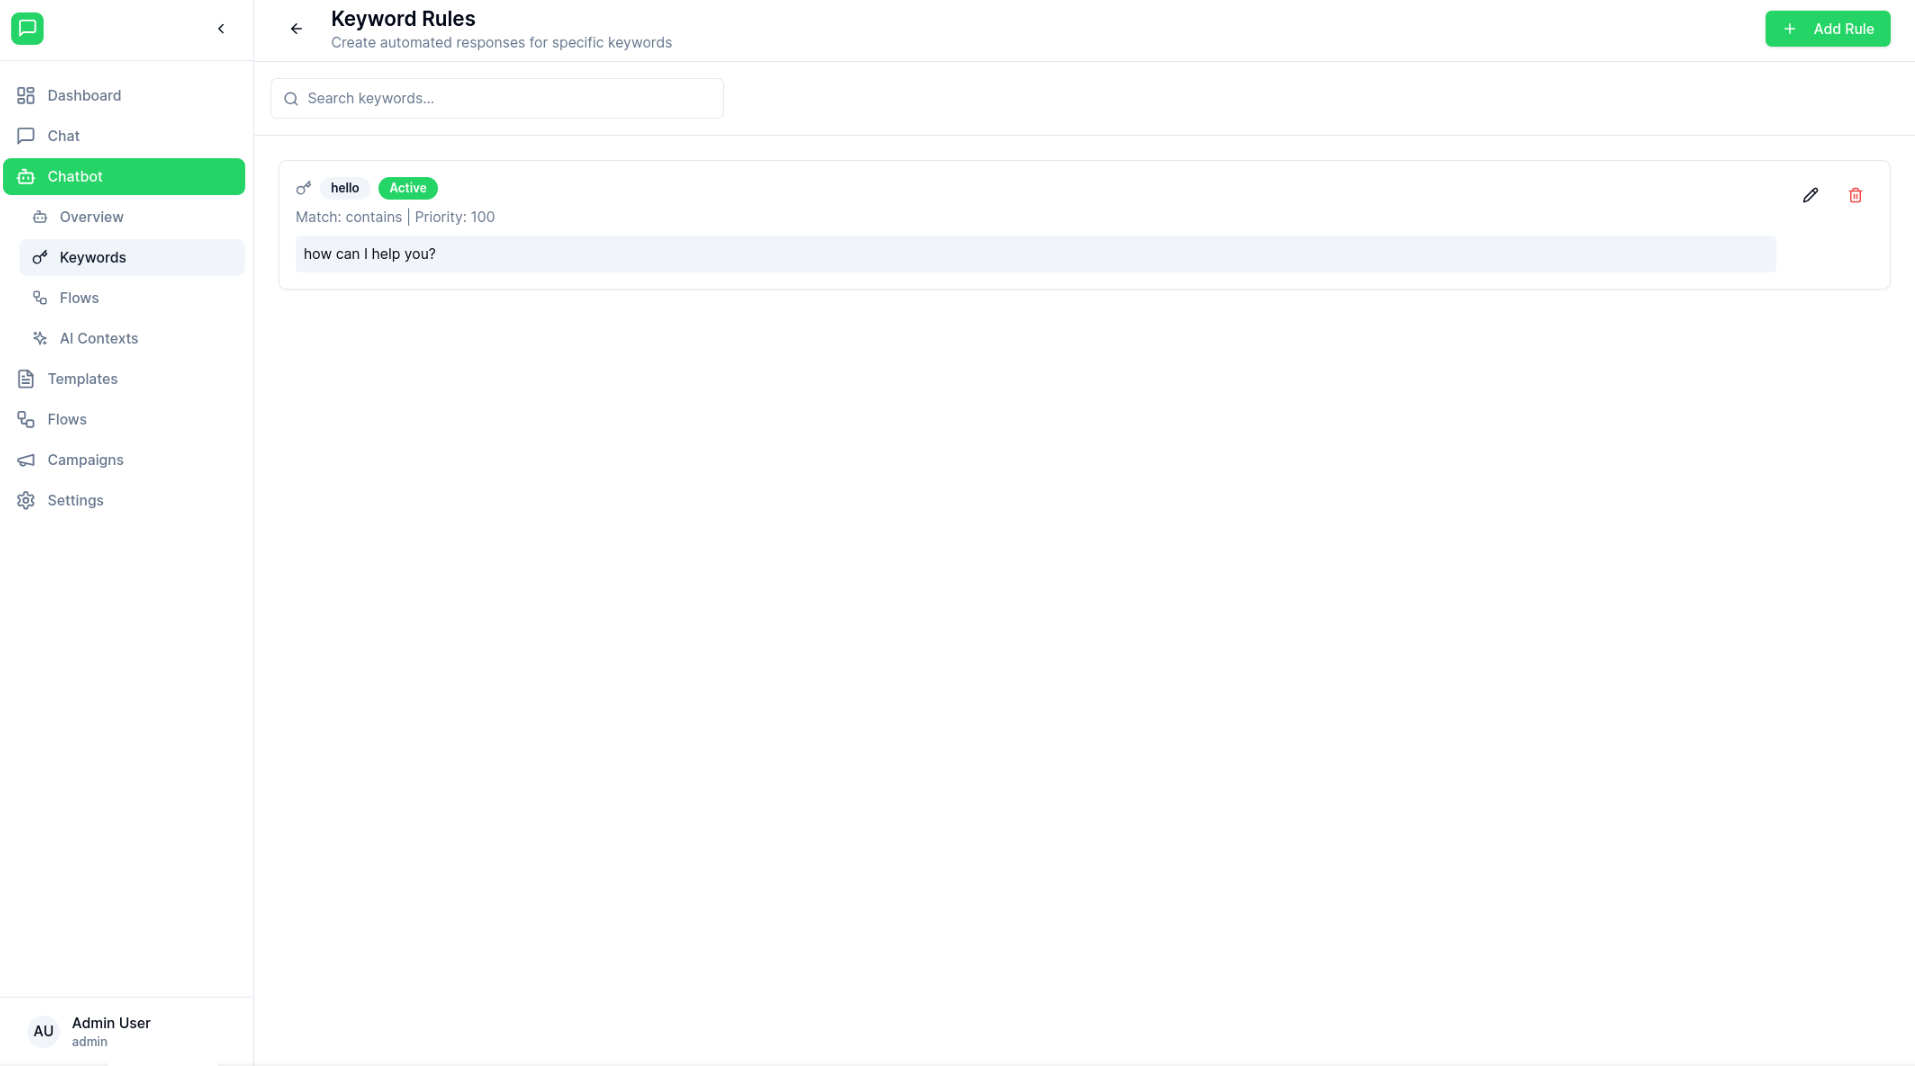 Keyword Rules
Create automated responses for specific keywords
Add Rule
Dashboard
Chat
Chatbot
Overview
Keywords
Flows
AI Contexts
Templates
Flows
Campaigns
Settings
Search keywords...
hello Active
Match: contains | Priority: 100
how can I help you?
AU
Admin User
admin